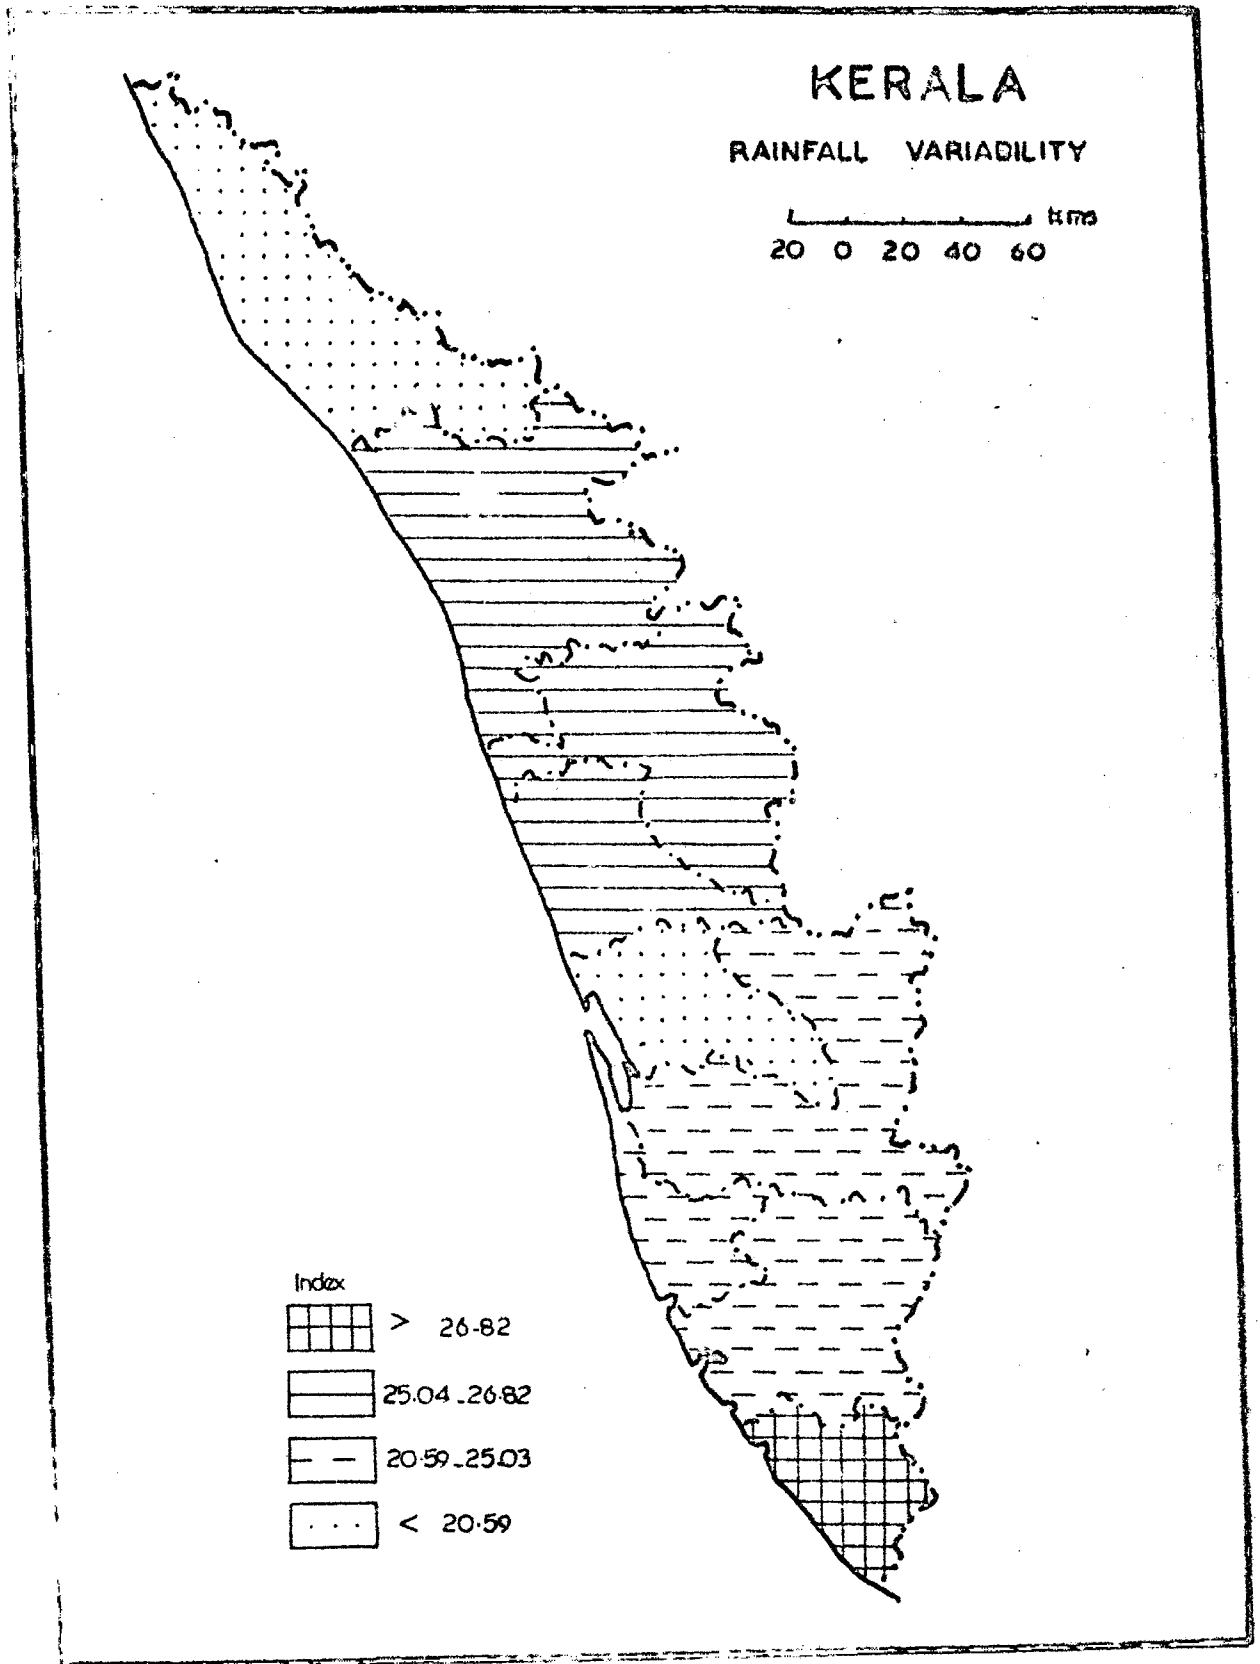 KERALA
RAINFALL VARIABILITY
Kms
20 0 20 40 60
Index
> 26·82
25.04 - 26·82
20·59 - 25.03
< 20·59